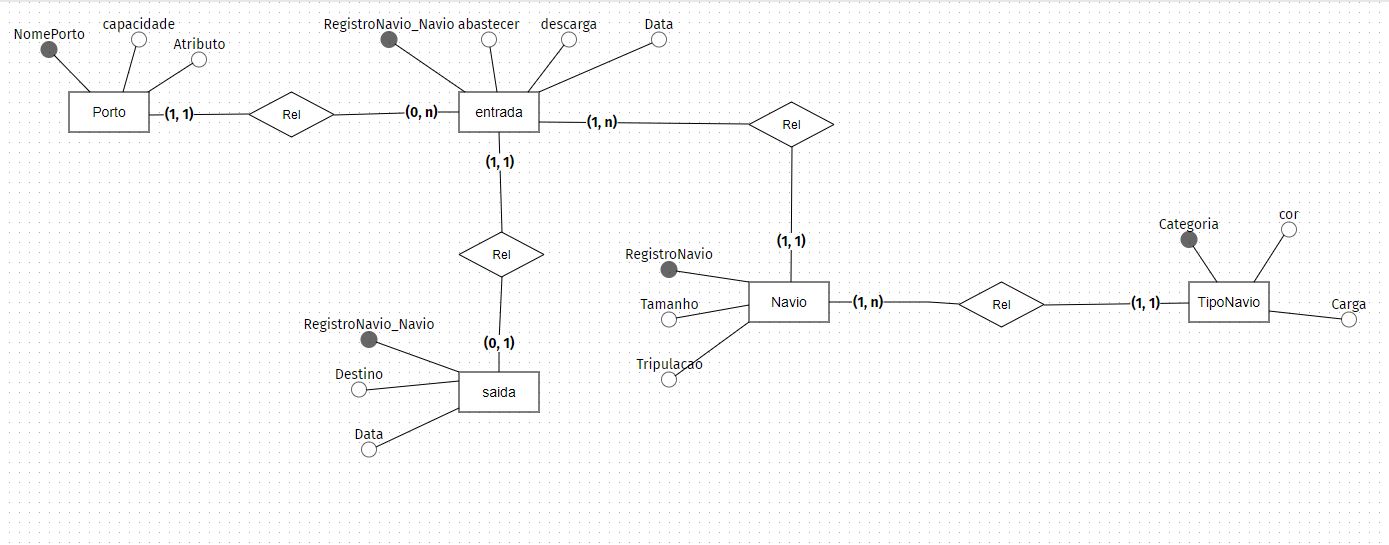 RegistroNavio_Navio abastecer descarga Data
capacidade
NomePorto
Atributo
Porto (1, 1) Rel (0, n) entrada
(1, n) Rel
(1, 1)
(1, 1)
Rel
RegistroNavio
Categoria cor
Navio (1, n) Rel (1, 1) TipoNavio
Tamanho
Carga
Tripulacao
RegistroNavio_Navio
(0, 1)
Destino
saida
Data